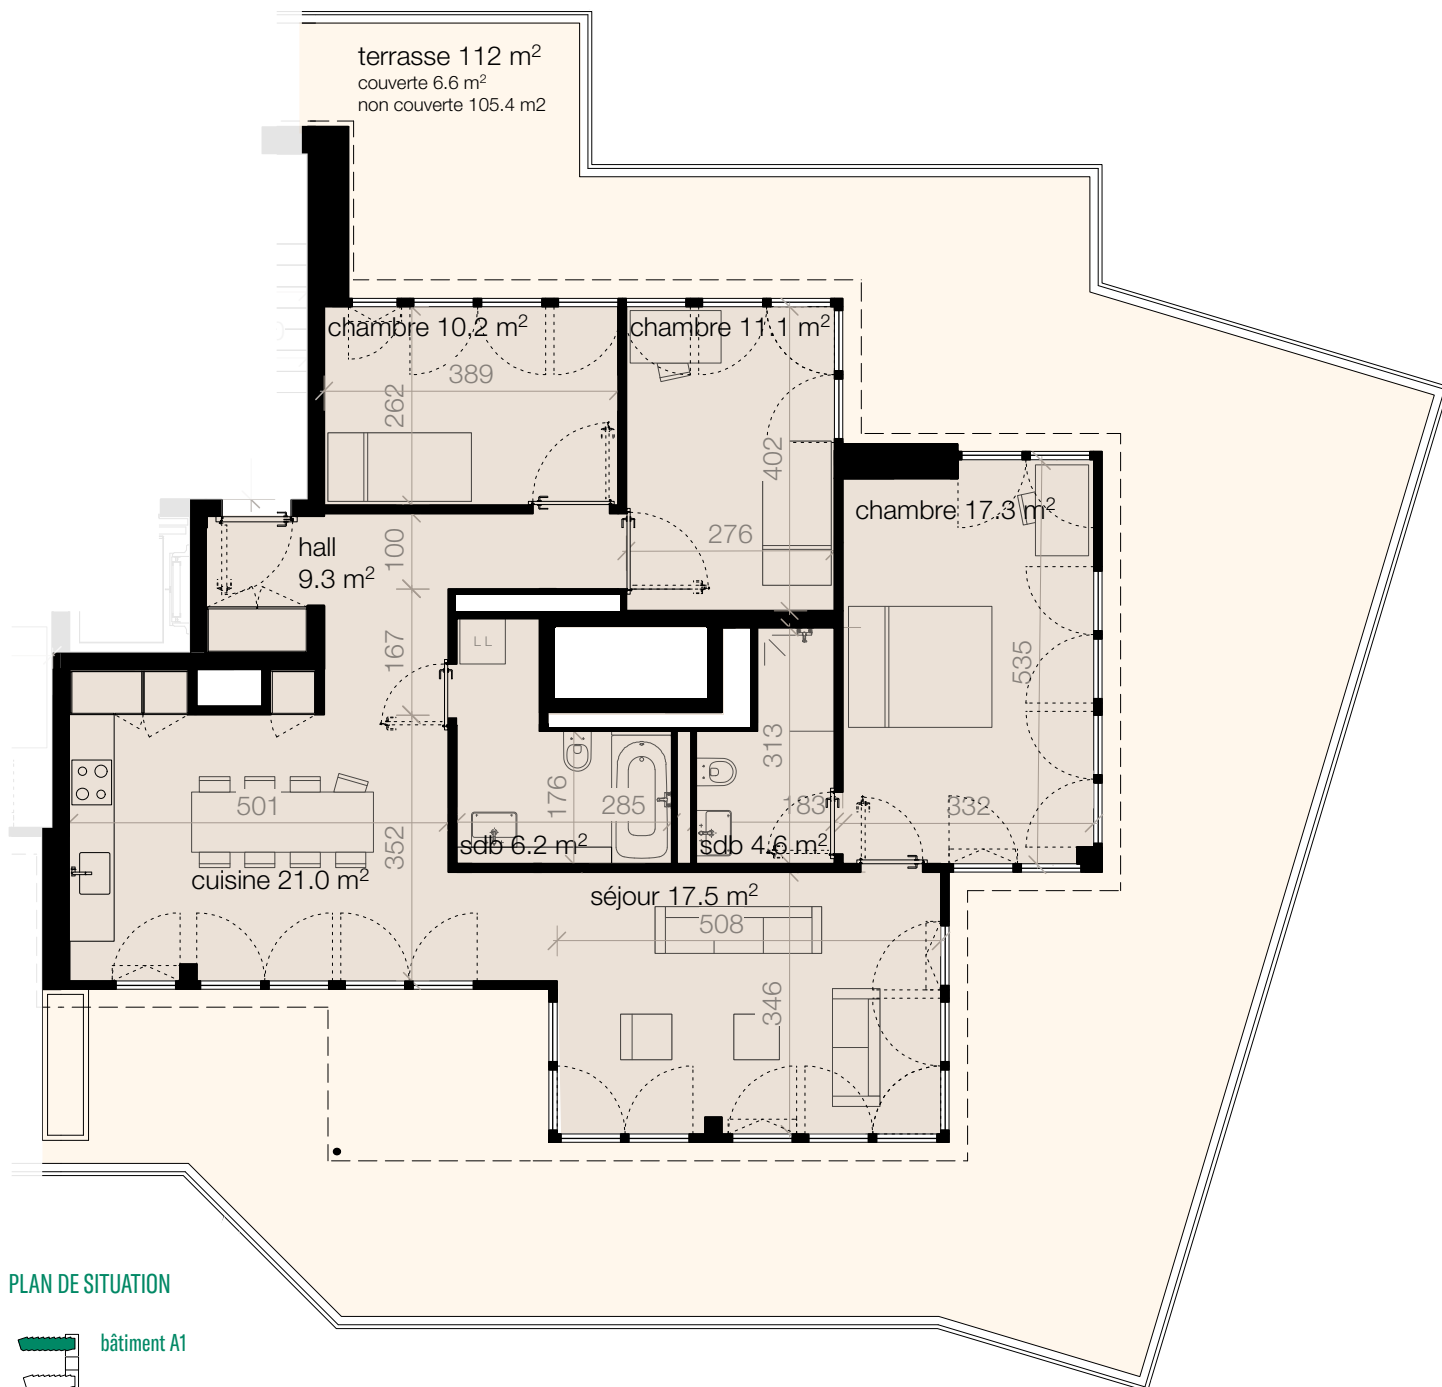 terrasse 112 m²
couverte 6.6 m²
non couverte 105.4 m2
chambre 10,2 m²
chambre 11.1 m²
389
262
402
chambre 17.3 m²
hall
9.3 m²
100
276
LL
167
535
313
501
352
176
285
183
332
sdb 6.2 m²
sdb 4.6 m²
cuisine 21.0 m²
séjour 17.5 m²
508
346
PLAN DE SITUATION
bâtiment A1